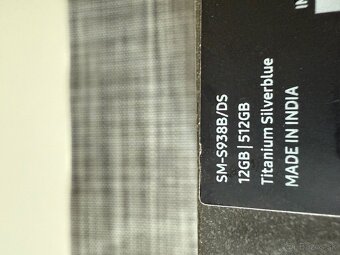 SM-S938B/DS
12GB | 512GB
Titanium Silverblue
MADE IN INDIA